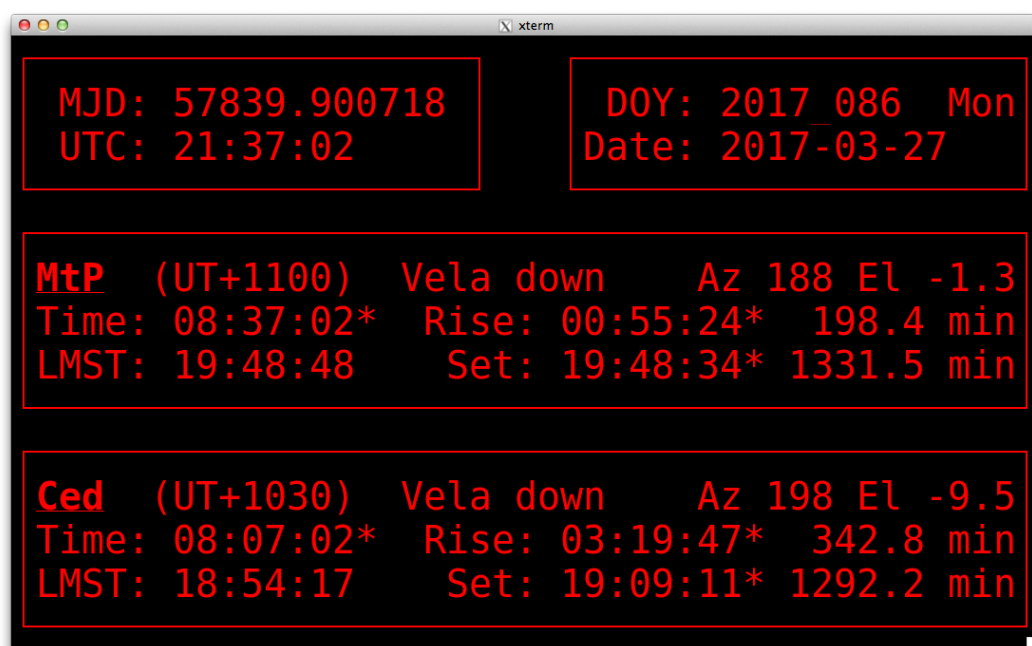 xterm
MJD: 57839.900718
UTC: 21:37:02
DOY: 2017_086 Mon
Date: 2017-03-27
MtP (UT+1100) Vela down Az 188 El -1.3
Time: 08:37:02* Rise: 00:55:24* 198.4 min
LMST: 19:48:48 Set: 19:48:34* 1331.5 min
Ced (UT+1030) Vela down Az 198 El -9.5
Time: 08:07:02* Rise: 03:19:47* 342.8 min
LMST: 18:54:17 Set: 19:09:11* 1292.2 min